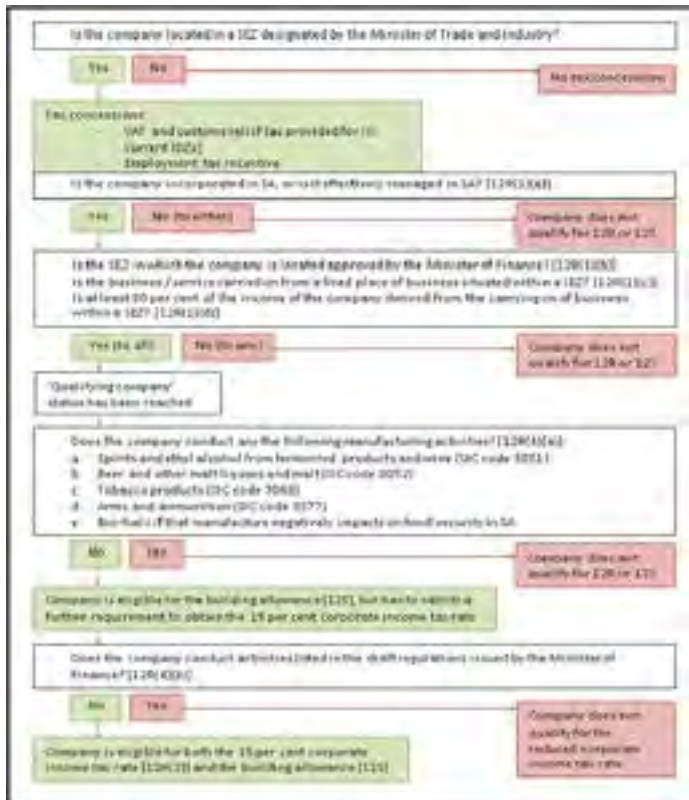 Is the company located in a SEZ designated by the Minister of Trade and Industry?
Yes
No
No tax concessions
Tax concessions:
VAT and customs relief (as provided for in
current IDZs)
Employment tax incentive
Is the company incorporated in SA, or is it effectively managed in SA?
Yes
No (to either)
Company does not
qualify for 12R or 12S
Is the SEZ in which the company is located approved by the Minister of Finance?
Is the business / service carried on from a fixed place of business situated within a SEZ?
Is at least 90 per cent of the income of the company derived from the carrying on of business
within a SEZ?
Yes (to all)
No (to any)
Company does not
qualify for 12R or 12S
'Qualifying company'
status has been reached
Does the company conduct any the following manufacturing activities?
a Spirits and ethyl alcohol from fermented products and wine (SIC code 3051)
b Beer and other malt liquors and malt (SIC code 3052)
c Tobacco products (SIC code 3060)
d Arms and ammunition (SIC code 3577)
e Bio-fuels if that manufacture negatively impacts on food security in SA
No
Yes
Company does not
qualify for 12R or 12S
Company is eligible for the building allowance [12S], but has to satisfy a
further requirement to obtain the 15 per cent corporate income tax rate
Does the company conduct activities listed in the draft regulations issued by the Minister of
Finance?
No
Yes
Company does not
qualify for the
reduced corporate
income tax rate
Company is eligible for both the 15 per cent corporate
income tax rate [12R(2)] and the building allowance [12S]